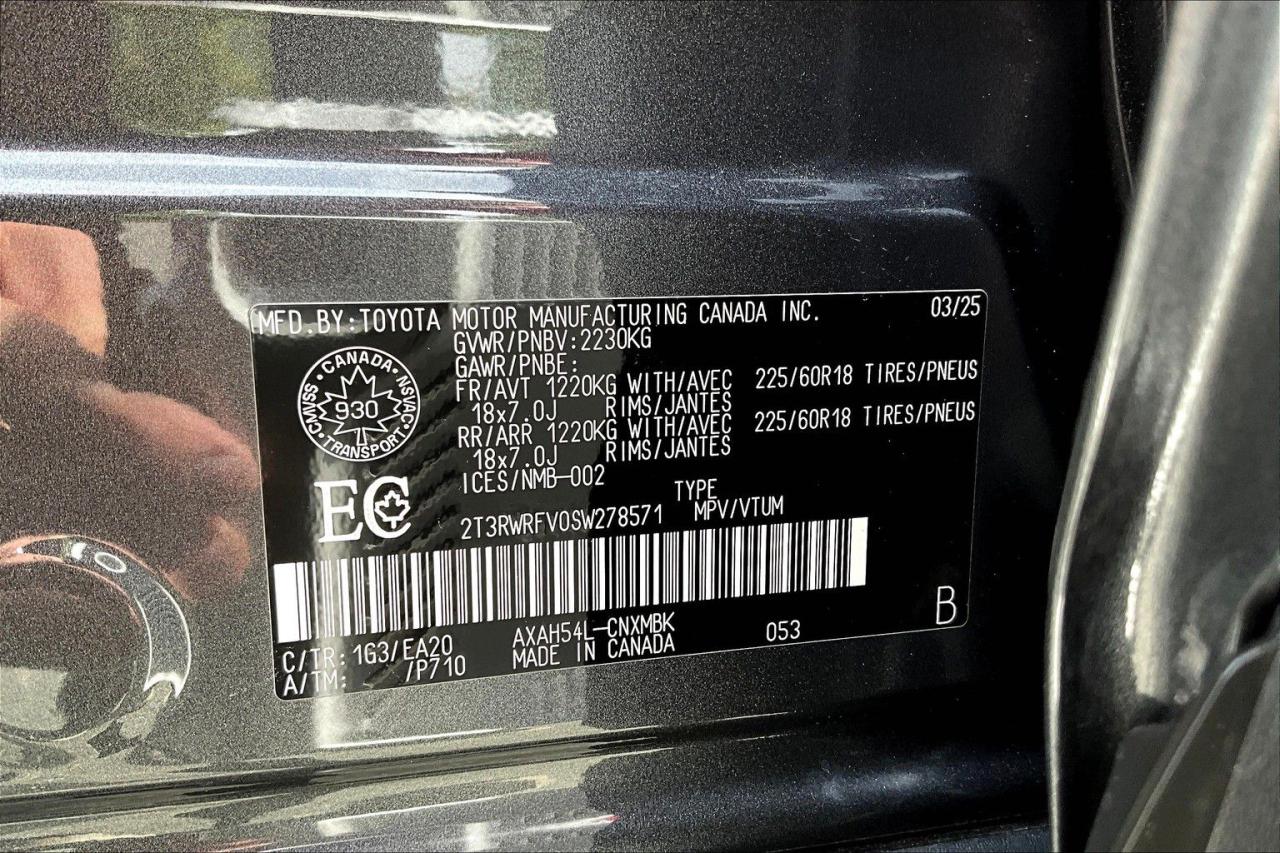 MFD.BY:TOYOTA MOTOR MANUFACTURING CANADA INC. 03/25
GVWR/PNBV:2230KG
GAWR/PNBE:
FR/AVT 1220KG WITH/AVEC 225/60R18 TIRES/PNEUS
18x7.0J RIMS/JANTES
RR/ARR 1220KG WITH/AVEC 225/60R18 TIRES/PNEUS
18x7.0J RIMS/JANTES
ICES/NMB-002
CANADA
CMVSS
NSVAC
930
TRANSPORT
EC
TYPE
2T3RWRFV0SW278571 MPV/VTUM
C/TR:1G3/EA20 AXAH54L-CNXMBK 053 B
A/TM: /P710 MADE IN CANADA